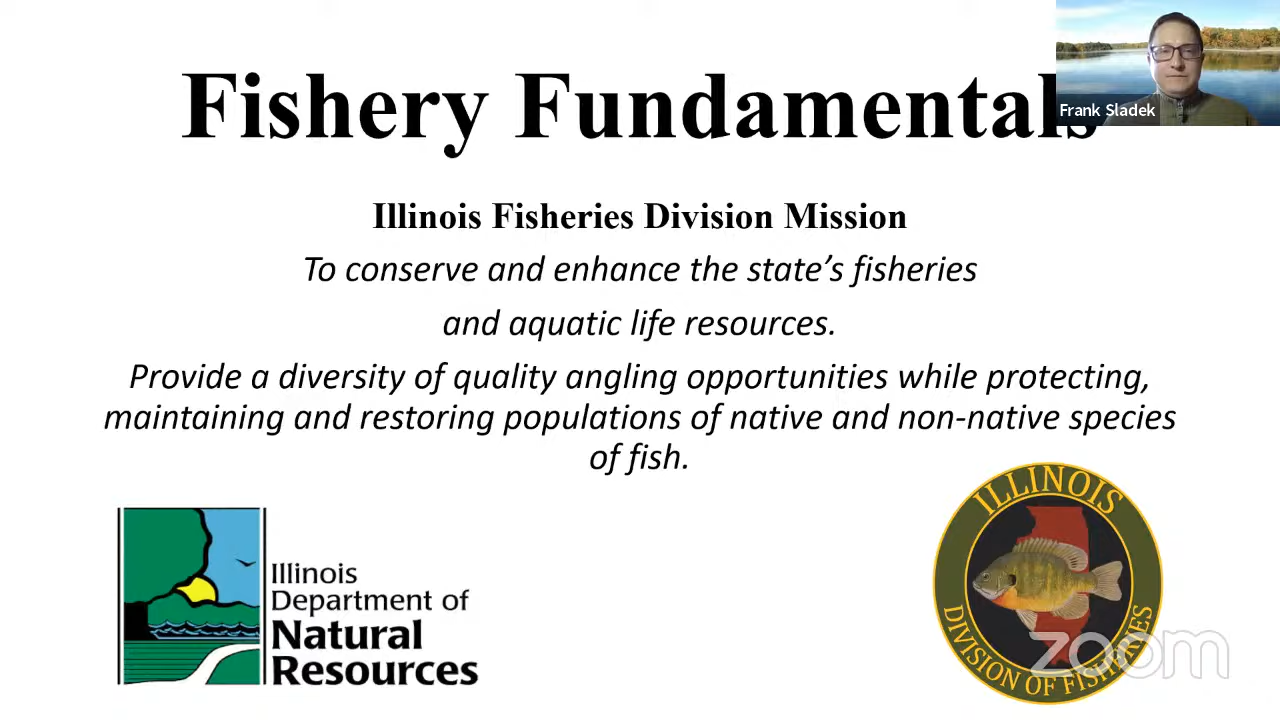 Fishery Fundamentals
Frank Sladek
Illinois Fisheries Division Mission
To conserve and enhance the state’s fisheries
and aquatic life resources.
Provide a diversity of quality angling opportunities while protecting,
maintaining and restoring populations of native and non-native species
of fish.
Illinois
Department of
Natural
Resources
ILLINOIS
DIVISION OF FISHERIES
zoom